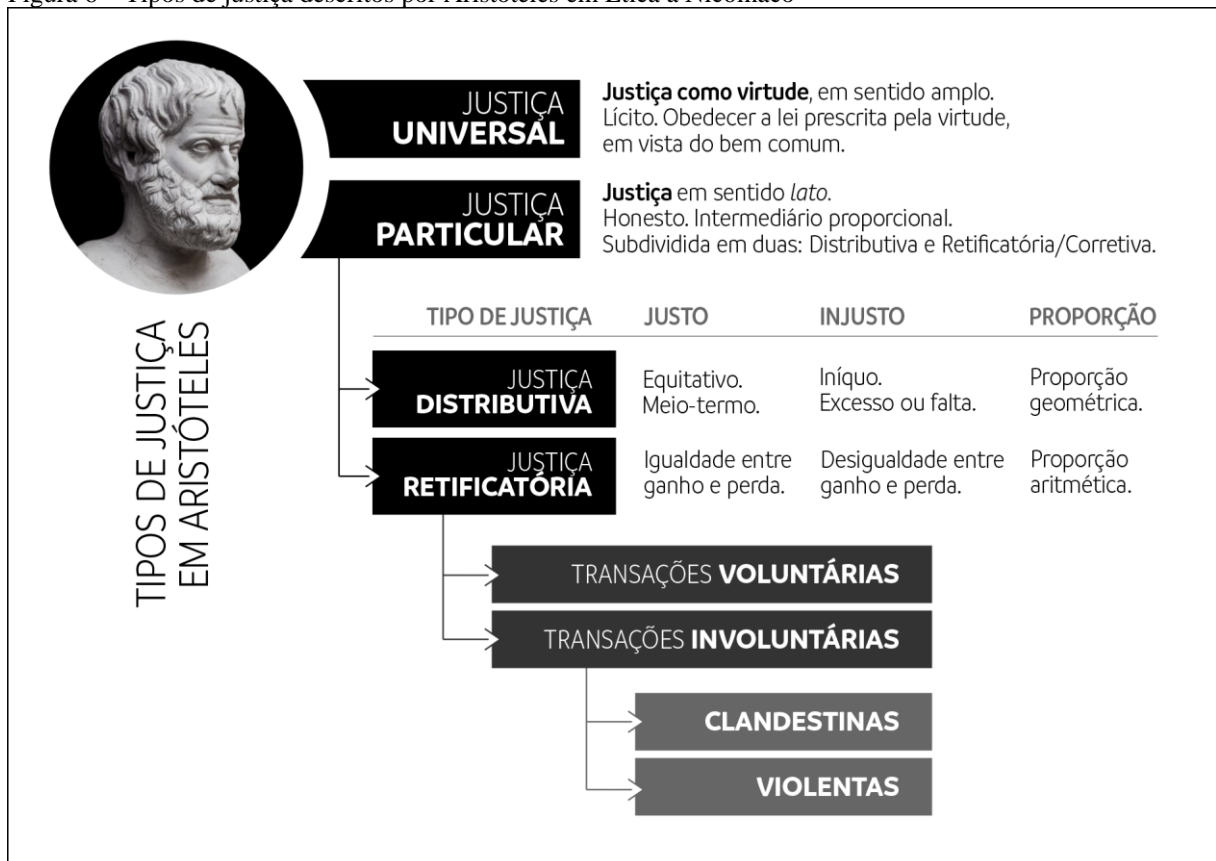 Figura 6 – Tipos de justiça descritos por Aristóteles em Ética a Nicômaco
JUSTIÇA
UNIVERSAL
Justiça como virtude, em sentido amplo.
Lícito. Obedecer a lei prescrita pela virtude,
em vista do bem comum.
JUSTIÇA
PARTICULAR
Justiça em sentido lato.
Honesto. Intermediário proporcional.
Subdividida em duas: Distributiva e Retificatória/Corretiva.
TIPOS DE JUSTIÇA
EM ARISTÓTELES
TIPO DE JUSTIÇA JUSTO INJUSTO PROPORÇÃO
JUSTIÇA
DISTRIBUTIVA
Equitativo.
Meio-termo.
Iníquo.
Excesso ou falta.
Proporção
geométrica.
JUSTIÇA
RETIFICATÓRIA
Igualdade entre
ganho e perda.
Desigualdade entre
ganho e perda.
Proporção
aritmética.
TRANSAÇÕES VOLUNTÁRIAS
TRANSAÇÕES INVOLUNTÁRIAS
CLANDESTINAS
VIOLENTAS